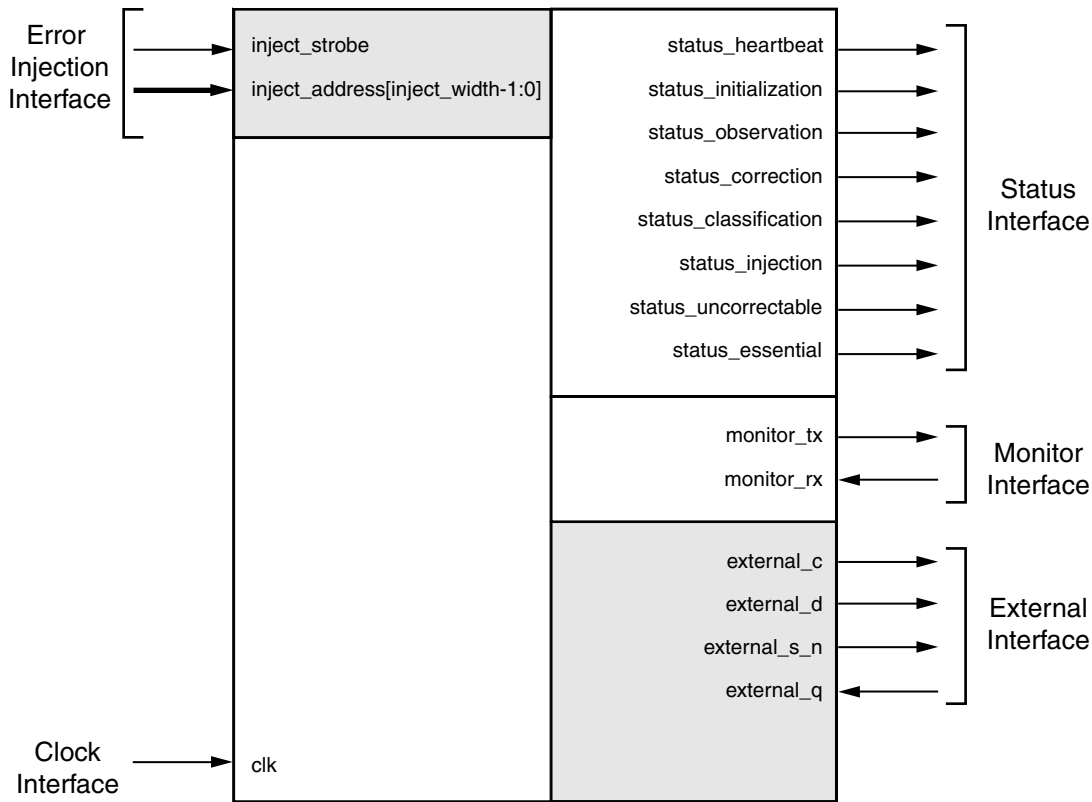 Error
Injection
Interface
inject_strobe
inject_address[inject_width-1:0]
status_heartbeat
status_initialization
status_observation
status_correction
status_classification
status_injection
status_uncorrectable
status_essential
Status
Interface
monitor_tx
monitor_rx
Monitor
Interface
external_c
external_d
external_s_n
external_q
External
Interface
Clock
Interface
clk